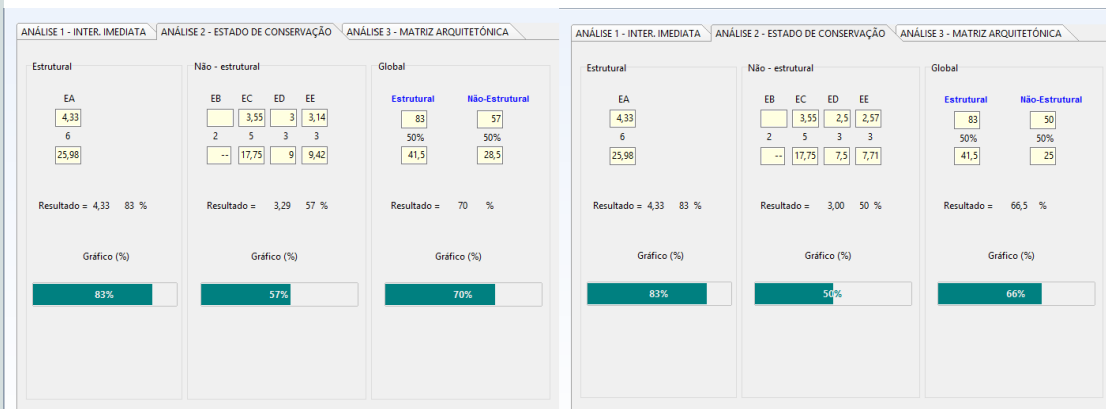 ANÁLISE 1 - INTER. IMEDIATA ANÁLISE 2 - ESTADO DE CONSERVAÇÃO ANÁLISE 3 - MATRIZ ARQUITETÓNICA
Estrutural Não - estrutural Global
EA EB EC ED EE Estrutural Não-Estrutural
4,33 3,55 3 3,14 83 57
6 2 5 3 3 50% 50%
25,98 -- 17,75 9 9,42 41,5 28,5
Resultado = 4,33 83 % Resultado = 3,29 57 % Resultado = 70 %
Gráfico (%) Gráfico (%) Gráfico (%)
83% 57% 70%
ANÁLISE 1 - INTER. IMEDIATA ANÁLISE 2 - ESTADO DE CONSERVAÇÃO ANÁLISE 3 - MATRIZ ARQUITETÓNICA
Estrutural Não - estrutural Global
EA EB EC ED EE Estrutural Não-Estrutural
4,33 3,55 2,5 2,57 83 50
6 2 5 3 3 50% 50%
25,98 -- 17,75 7,5 7,71 41,5 25
Resultado = 4,33 83 % Resultado = 3,00 50 % Resultado = 66,5 %
Gráfico (%) Gráfico (%) Gráfico (%)
83% 50% 66%